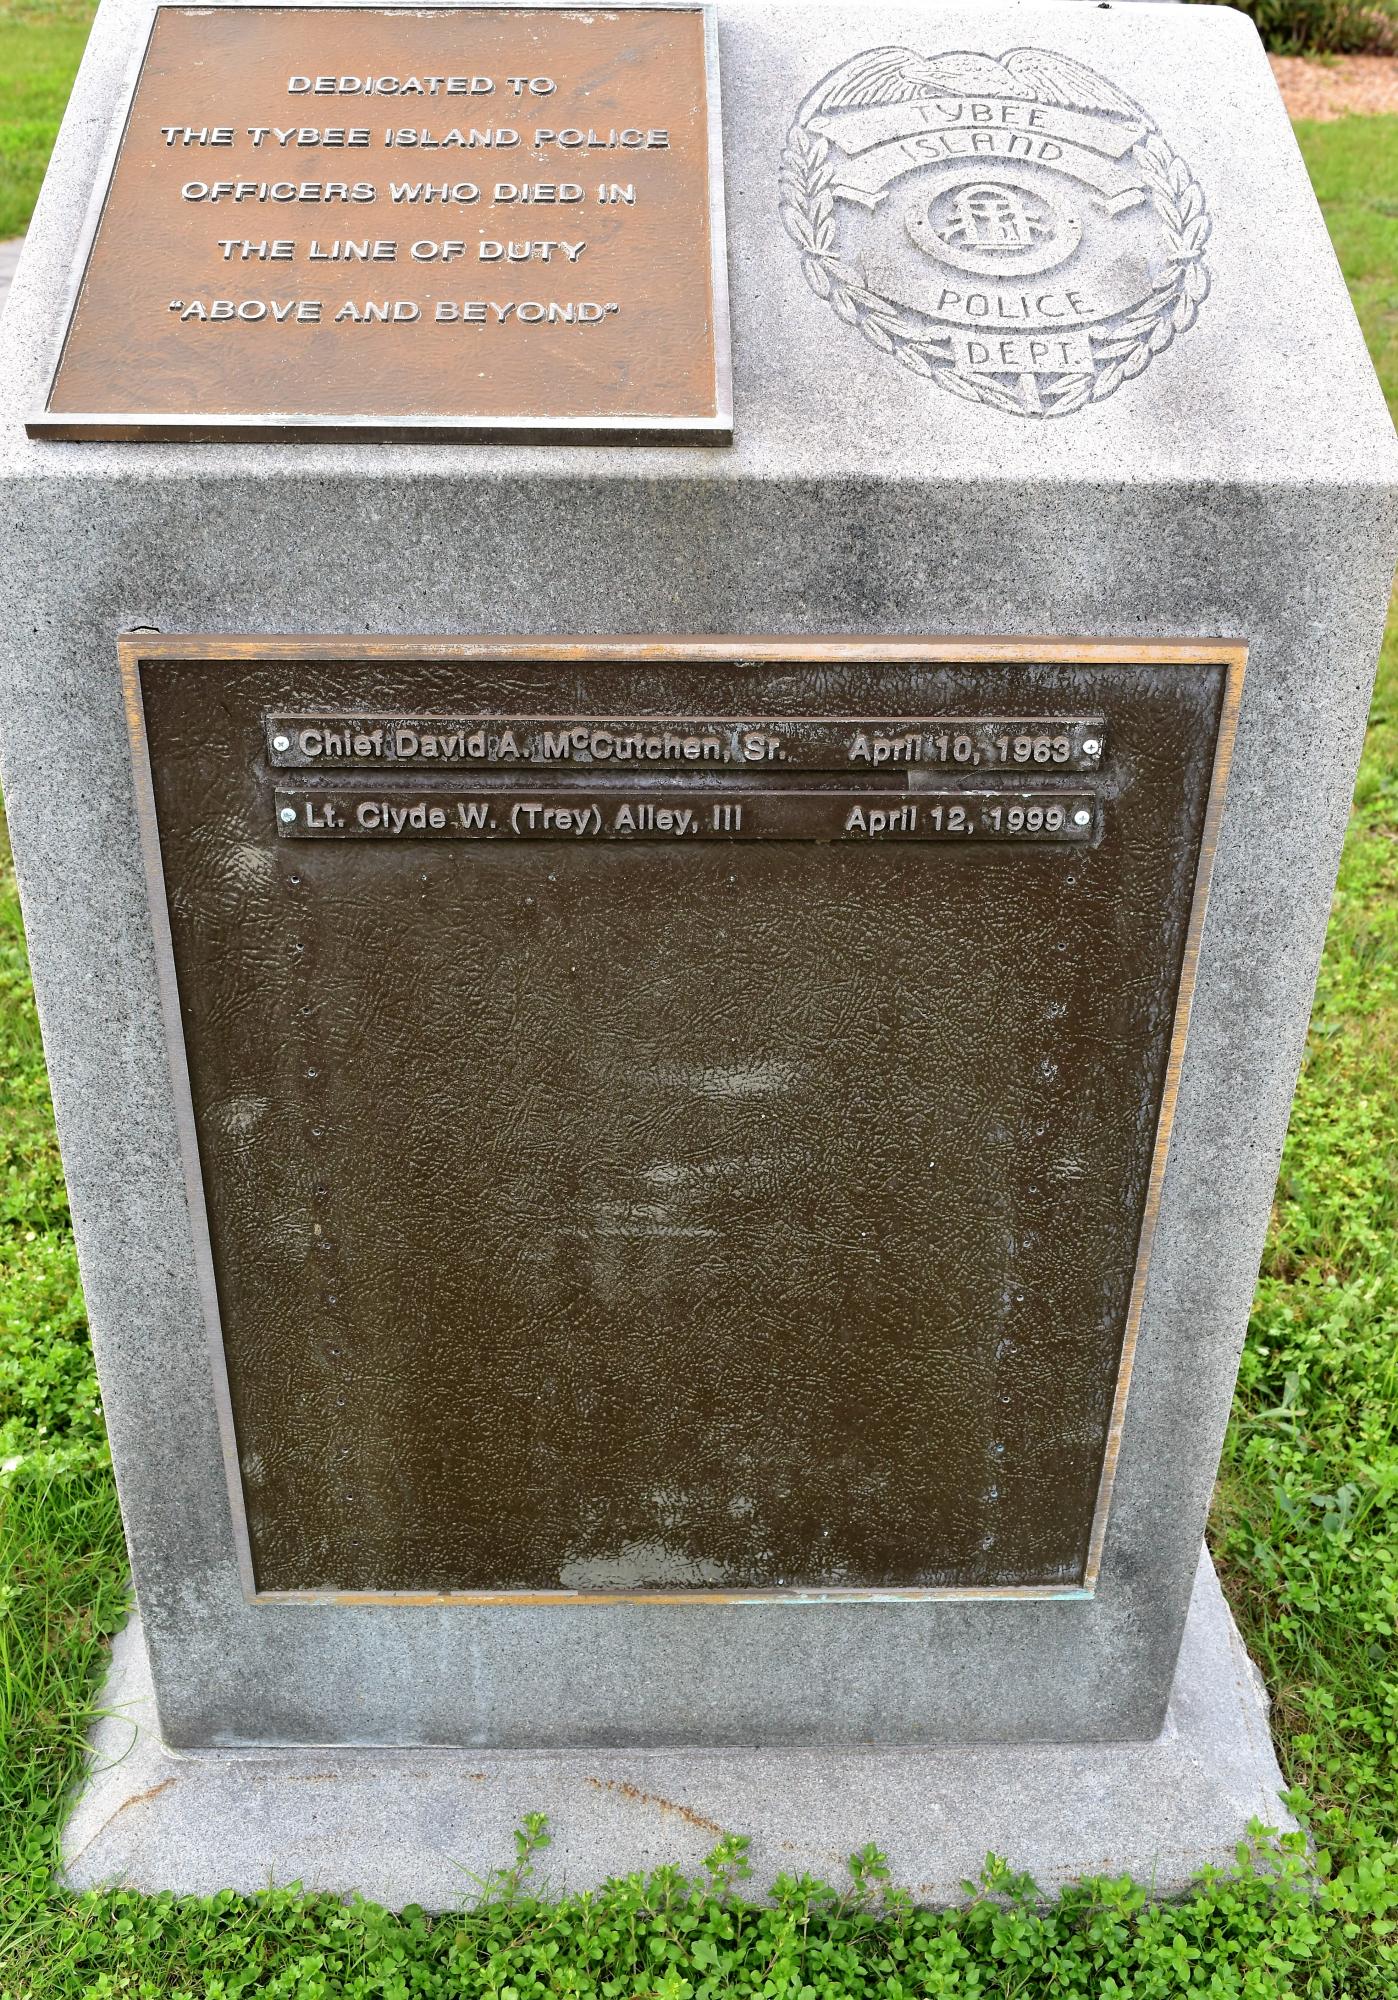 DEDICATED TO
THE TYBEE ISLAND POLICE
OFFICERS WHO DIED IN
THE LINE OF DUTY
"ABOVE AND BEYOND"
TYBEE
ISLAND
POLICE
DEPT.
Chief David A. McCutchen, Sr. April 10, 1963
Lt. Clyde W. (Trey) Alley, III April 12, 1999